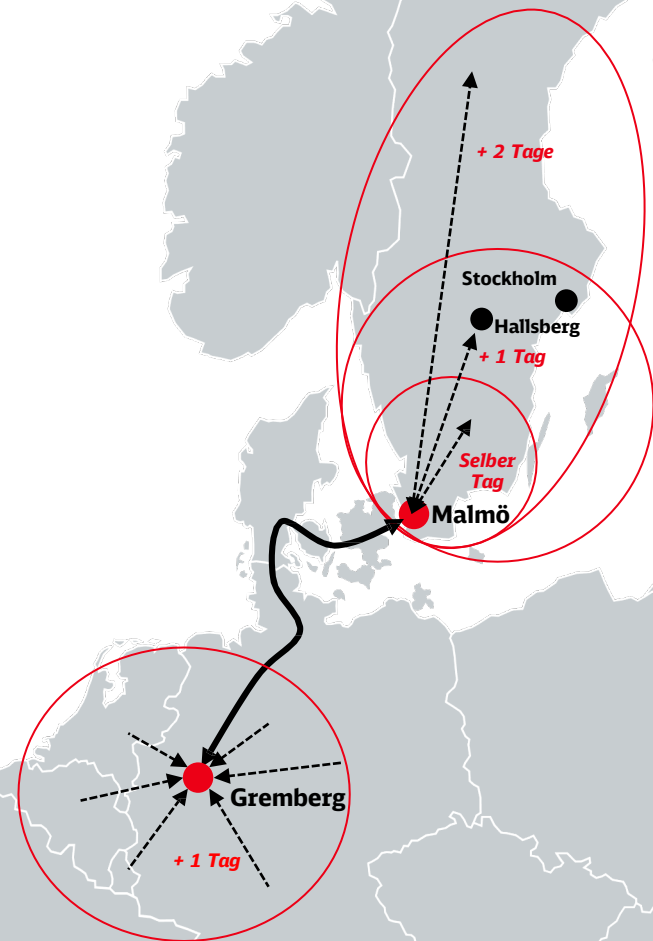 + 2 Tage
Stockholm
Hallsberg
+ 1 Tag
Selber
Tag
Malmö
Gremberg
+ 1 Tag